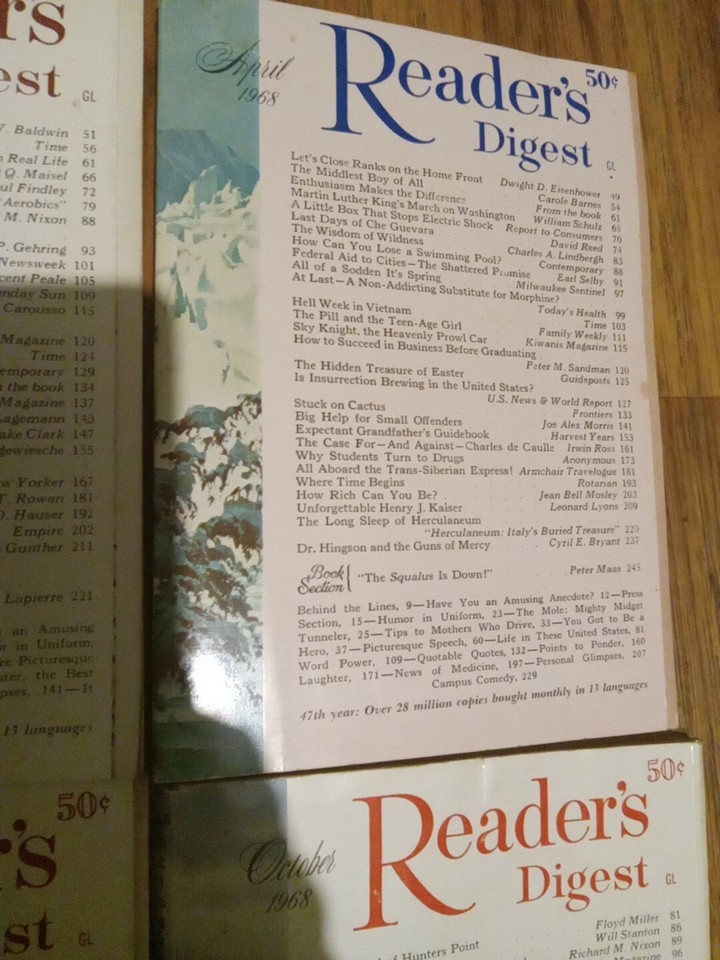 r's
est GL
V. Baldwin 51
Time 56
n Real Life 61
Q. Maisel 66
ul Findley 72
Aerobics" 79
M. Nixon 88
P. Gehring 93
Newsweek 101
cent Peale 105
nday Sun 109
Carousso 115
Magazine 120
Time 124
emporary 129
the book 134
Magazine 137
agemann 143
ake Clark 147
gewiesche 155
w Yorker 167
T. Rowan 181
D. Hauser 192
Empire 202
Gunther 211
Lapierre 221
an Amusing
or in Uniform,
re Picturesque
ter, the Best
pses, 141—It
13 languages
April
1968
50¢
Reader's
Digest GL
Let's Close Ranks on the Home Front Dwight D. Eisenhower 49
The Middlest Boy of All Carole Barnes 54
Enthusiasm Makes the Difference From the book 61
Martin Luther King's March on Washington William Schulz 65
A Little Box That Stops Electric Shock Report to Consumers 70
Last Days of Che Guevara David Reed 74
The Wisdom of Wildness Charles A. Lindbergh 83
How Can You Lose a Swimming Pool? Contemporary 88
Federal Aid to Cities—The Shattered Promise Earl Selby 91
All of a Sodden It's Spring Milwaukee Sentinel 97
At Last—A Non-Addicting Substitute for Morphine?
Today's Health 99
Hell Week in Vietnam Time 103
The Pill and the Teen-Age Girl Family Weekly 111
Sky Knight, the Heavenly Prowl Car Kiwanis Magazine 115
How to Succeed in Business Before Graduating
Peter M. Sandman 120
The Hidden Treasure of Easter Guideposts 125
Is Insurrection Brewing in the United States?
U.S. News & World Report 127
Stuck on Cactus Frontiers 133
Big Help for Small Offenders Joe Alex Morris 141
Expectant Grandfather's Guidebook Harvest Years 153
The Case For—And Against—Charles de Gaulle Irwin Ross 161
Why Students Turn to Drugs Anonymous 173
All Aboard the Trans-Siberian Express! Armchair Travelogue 181
Where Time Begins Rotarian 193
How Rich Can You Be? Jean Bell Mosley 203
Unforgettable Henry J. Kaiser Leonard Lyons 209
The Long Sleep of Herculaneum
"Herculaneum: Italy's Buried Treasure"
Dr. Hingson and the Guns of Mercy Cyril E. Bryant 237
Book Section "The Squalus Is Down!" Peter Maas 245
Behind the Lines, 9—Have You an Amusing Anecdote? 12—Press
Section, 15—Humor in Uniform, 23—The Mole: Mighty Midget
Tunneler, 25—Tips to Mothers Who Drive, 33—You Got to Be a
Hero, 37—Picturesque Speech, 60—Life in These United States, 81
Word Power, 109—Quotable Quotes, 132—Points to Ponder, 160
Laughter, 171—News of Medicine, 197—Personal Glimpses, 207
Campus Comedy, 229
47th year: Over 28 million copies bought monthly in 13 languages
50¢
r's
st GL
October
1968
50¢
Reader's
Digest GL
Floyd Miller 81
of Hunters Point Will Stanton 86
Richard M. Nixon 89
Magazine 96